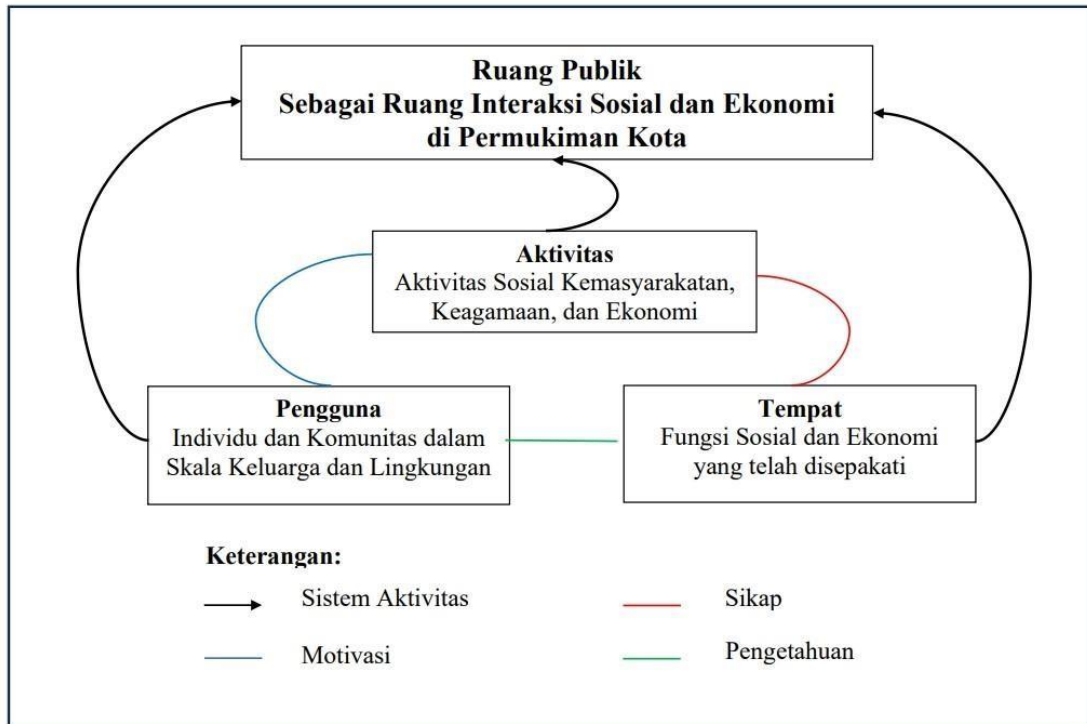 Ruang Publik
Sebagai Ruang Interaksi Sosial dan Ekonomi
di Permukiman Kota
Aktivitas
Aktivitas Sosial Kemasyarakatan,
Keagamaan, dan Ekonomi
Pengguna
Individu dan Komunitas dalam
Skala Keluarga dan Lingkungan
Tempat
Fungsi Sosial dan Ekonomi
yang telah disepakati
Keterangan:
Sistem Aktivitas
Sikap
Motivasi
Pengetahuan